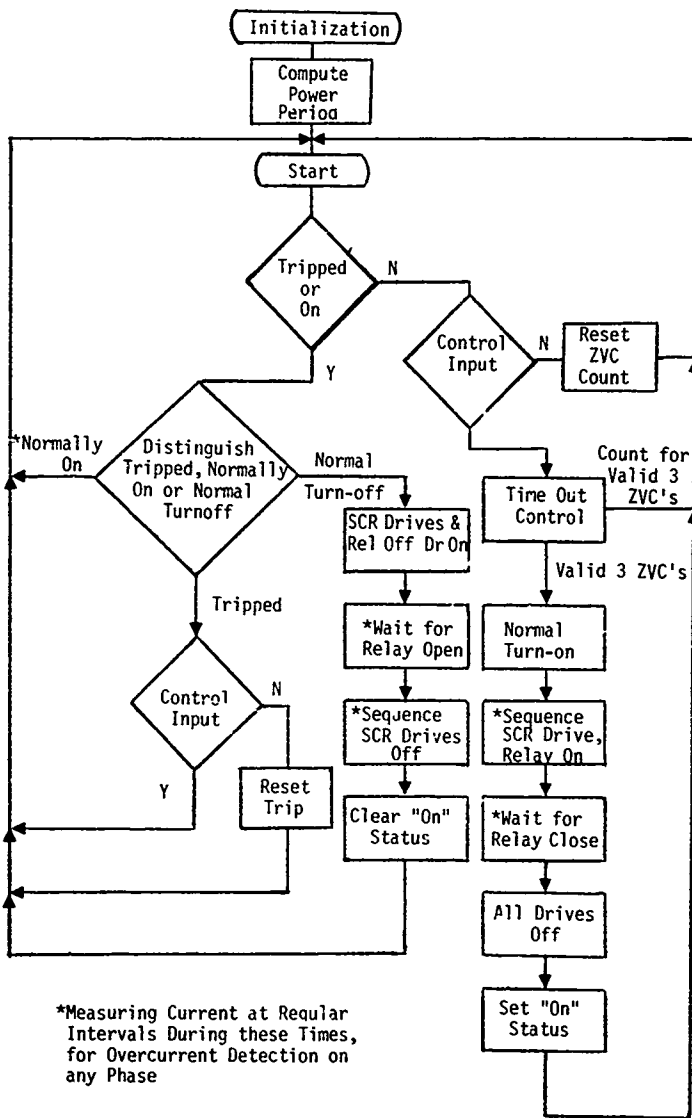 Initialization
Compute
Power
Period
Start
Tripped
or
On
N
Y
Control
Input
N
Reset
ZVC
Count
*Normally
On
Distinguish
Tripped, Normally
On or Normal
Turnoff
Normal
Turn-off
Count for
Valid 3
ZVC's
Time Out
Control
SCR Drives &
Rel Off Dr On
Valid 3 ZVC's
Tripped
*Wait for
Relay Open
Normal
Turn-on
Control
Input
N
Y
*Sequence
SCR Drives
Off
*Sequence
SCR Drive,
Relay On
Reset
Trip
Clear "On"
Status
*Wait for
Relay Close
All Drives
Off
Set "On"
Status
*Measuring Current at Regular
Intervals During these Times,
for Overcurrent Detection on
any Phase